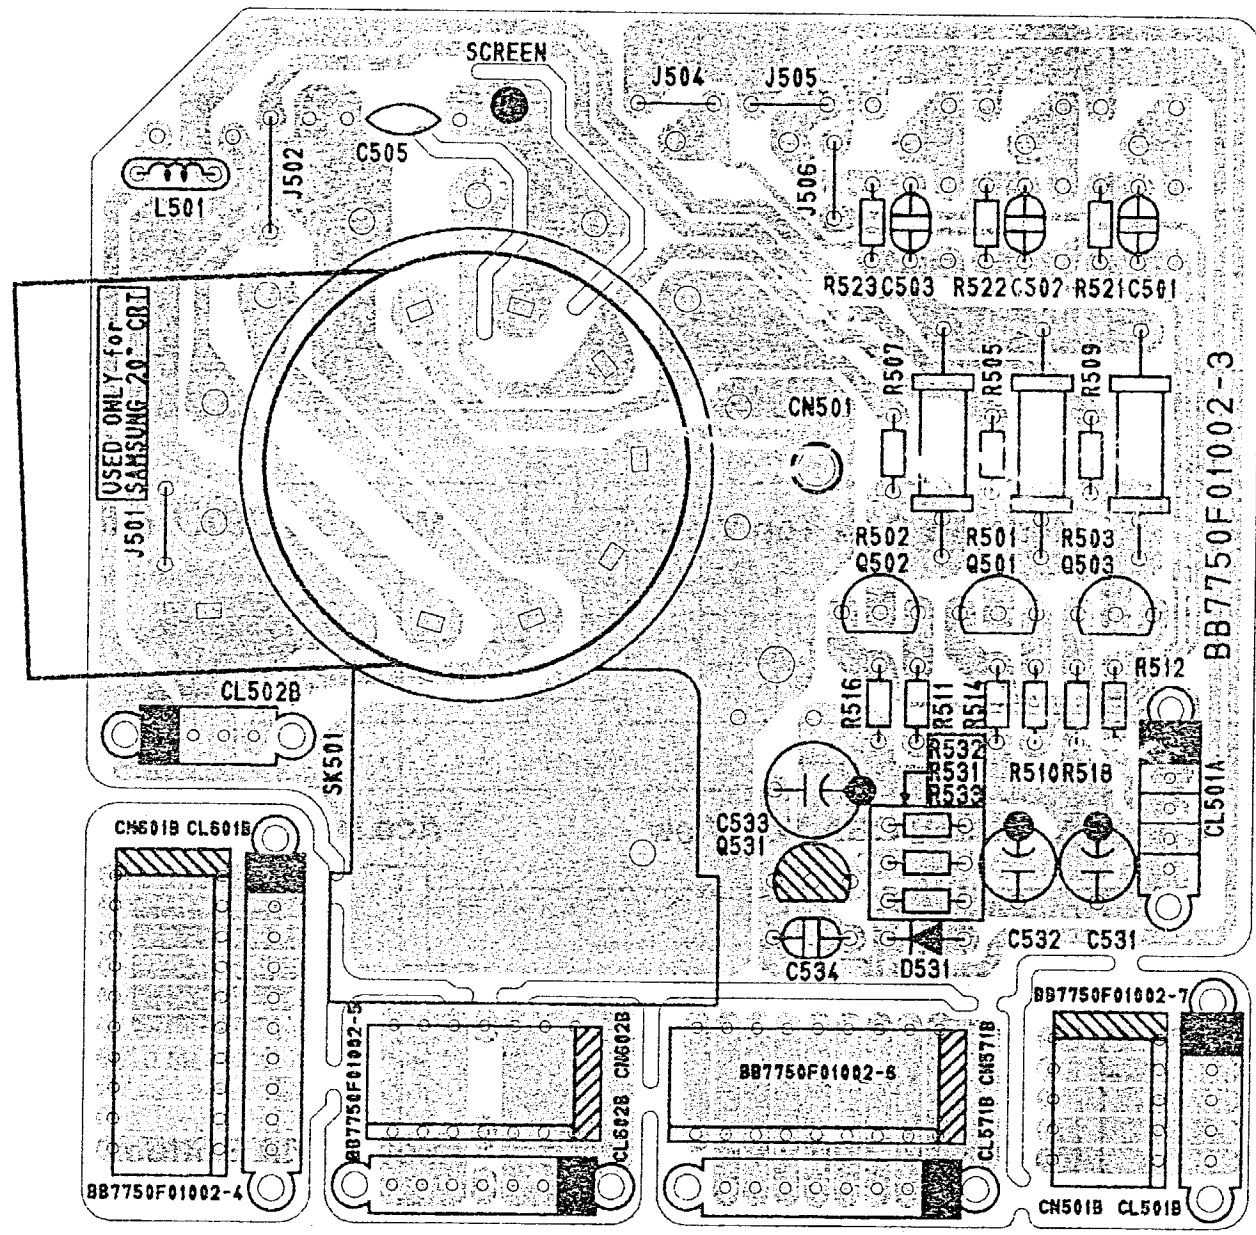 SCREEN
J504
J505
C505
J502
L501
J506
R523 C503
R522 C502
R521 C501
USED ONLY for
SAMSUNG 20" CRT
J501
CN501
R507
R505
R509
R502
Q502
R501
Q501
R503
Q503
BB7750F01002-3
CL502B
SK501
R516
R511
R514
R512
R532
R531
R533
R510 R518
CL501A
C533
Q531
C534
D531
C532
C531
CN601B CL601B
BB7750F01002-4
BB7750F01002-5
CL602B CN602B
BB7750F01002-6
CL571B CN571B
BB7750F01002-7
CN501B CL501B